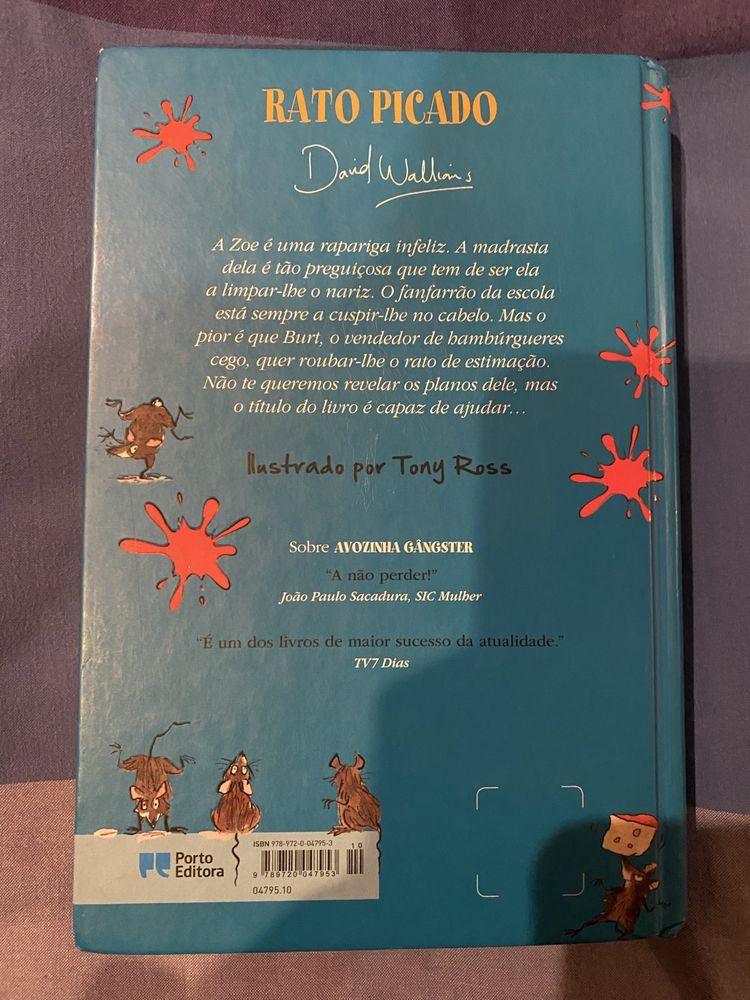 RATO PICADO
David Walliams
A Zoe é uma rapariga infeliz. A madrasta
dela é tão preguiçosa que tem de ser ela
a limpar-lhe o nariz. O fanfarrão da escola
está sempre a cuspir-lhe no cabelo. Mas o
pior é que Burt, o vendedor de hambúrgueres
cego, quer roubar-lhe o rato de estimação.
Não te queremos revelar os planos dele, mas
o título do livro é capaz de ajudar…
Ilustrado por Tony Ross
Sobre AVOZINHA GÂNGSTER
“A não perder!”
João Paulo Sacadura, SIC Mulher
“É um dos livros de maior sucesso da atualidade.”
TV7 Dias
Porto
Editora
ISBN 978-972-0-04795-3
10
9 789720 047953
04795.10